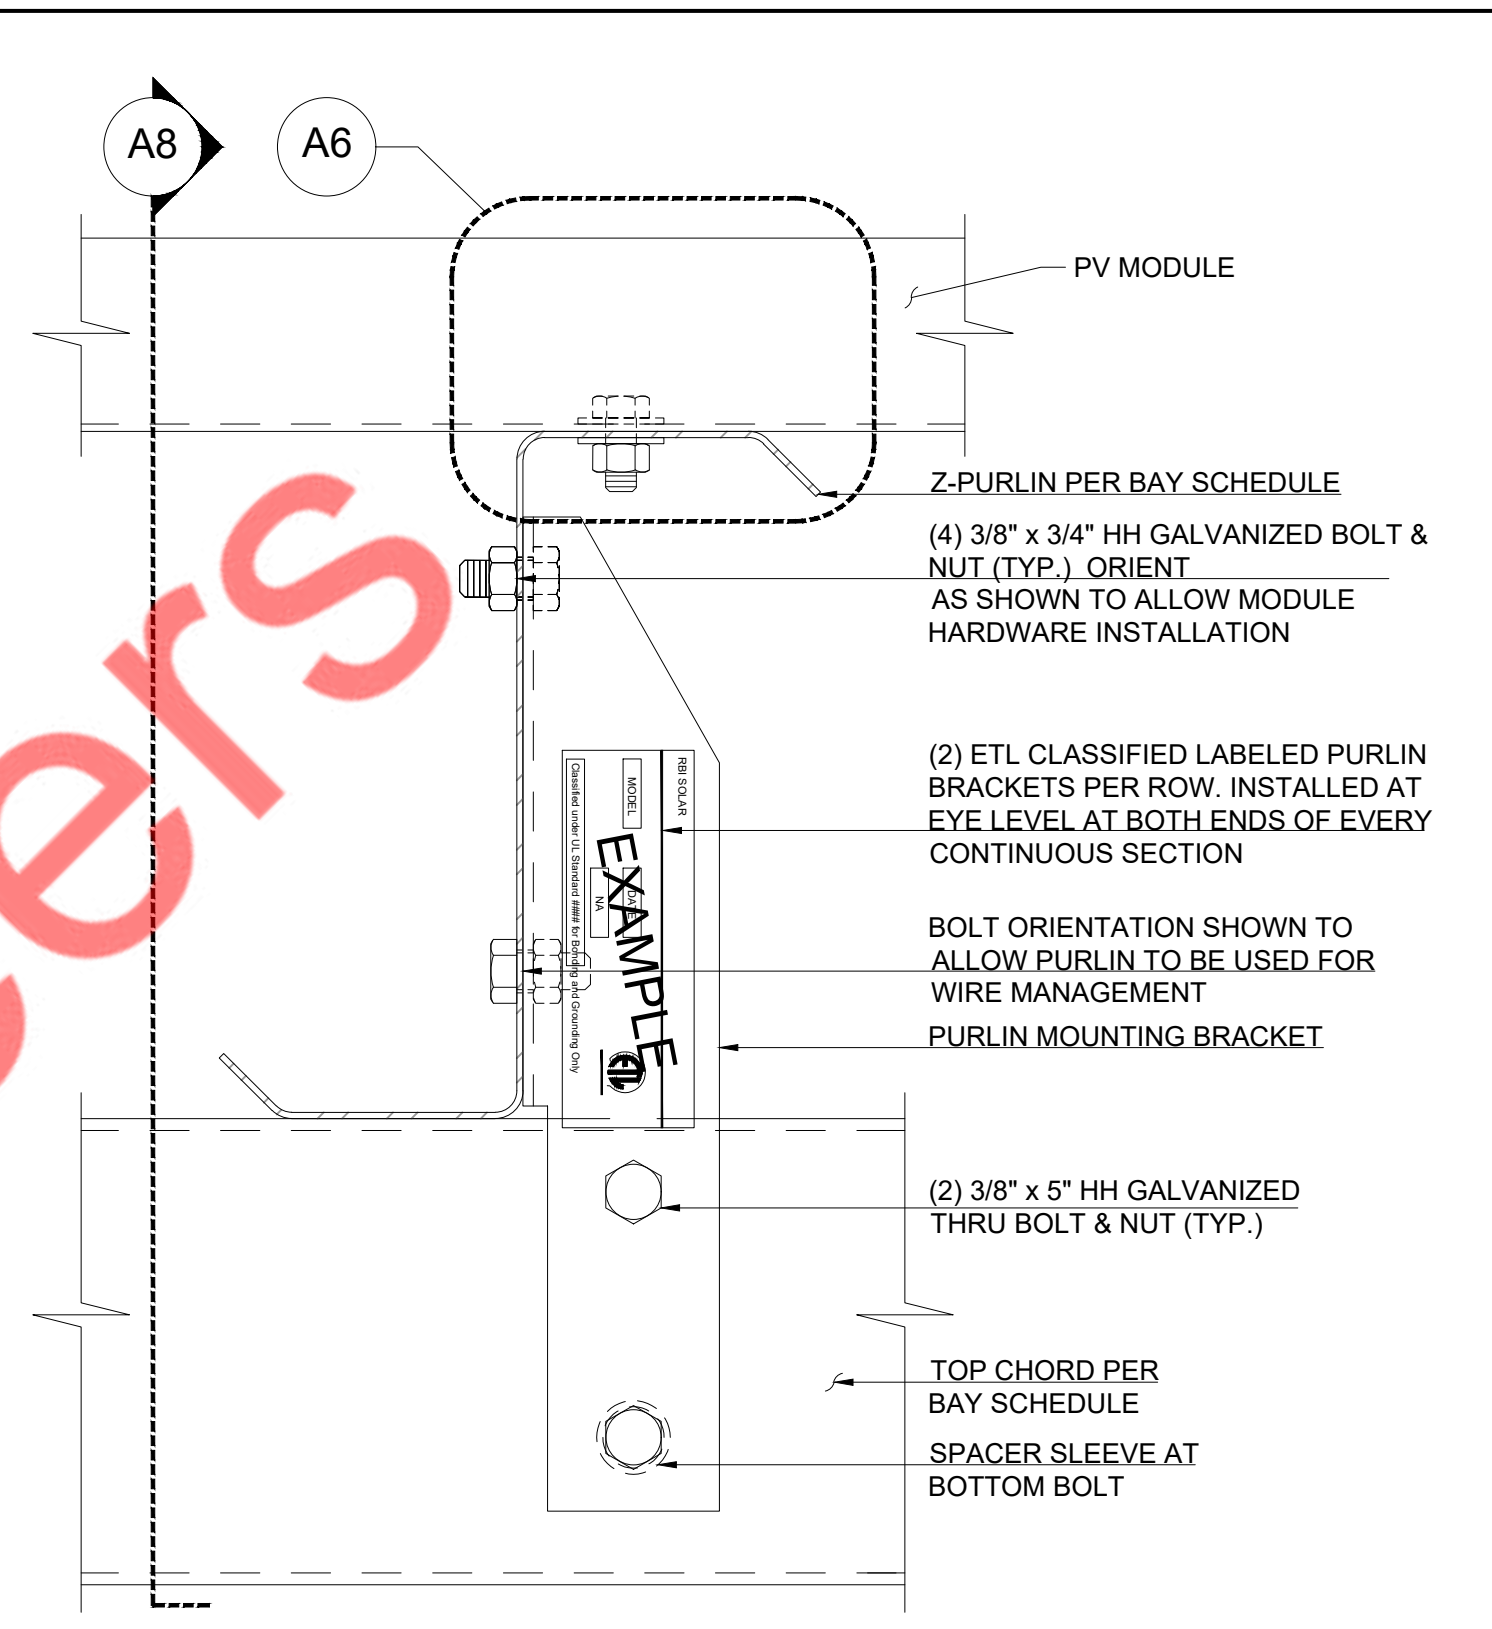 A8
A6
PV MODULE
Z-PURLIN PER BAY SCHEDULE
(4) 3/8" x 3/4" HH GALVANIZED BOLT &
NUT (TYP.) ORIENT
AS SHOWN TO ALLOW MODULE
HARDWARE INSTALLATION
(2) ETL CLASSIFIED LABELED PURLIN
BRACKETS PER ROW. INSTALLED AT
EYE LEVEL AT BOTH ENDS OF EVERY
CONTINUOUS SECTION
RBI SOLAR
MODEL
DATE
NA
Classified under UL Standard #### for Bonding and Grounding Only
EXAMPLE
ETL
BOLT ORIENTATION SHOWN TO
ALLOW PURLIN TO BE USED FOR
WIRE MANAGEMENT
PURLIN MOUNTING BRACKET
(2) 3/8" x 5" HH GALVANIZED
THRU BOLT & NUT (TYP.)
TOP CHORD PER
BAY SCHEDULE
SPACER SLEEVE AT
BOTTOM BOLT
ers